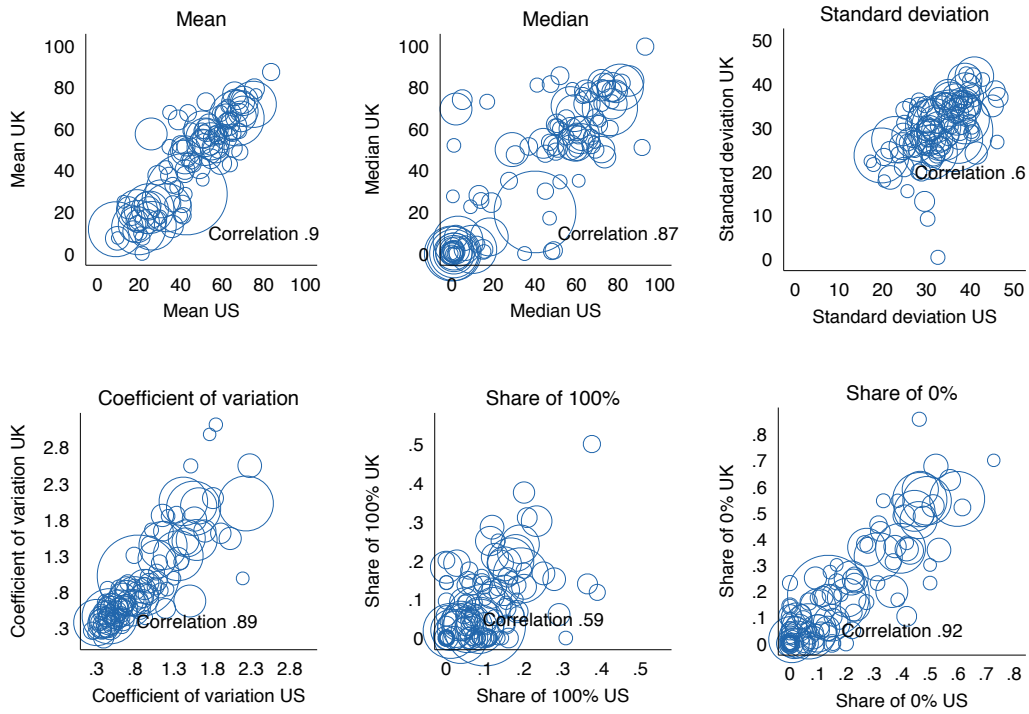 Mean
100
80
60
40
20
0
Mean UK
Correlation .9
0 20 40 60 80 100
Mean US
Median
100
80
60
40
20
0
Median UK
Correlation .87
0 20 40 60 80 100
Median US
Standard deviation
50
40
30
20
10
0
Standard deviation UK
Correlation .6
0 10 20 30 40 50
Standard deviation US
Coefficient of variation
2.8
2.3
1.8
1.3
.8
.3
Coefficient of variation UK
Correlation .89
.3 .8 1.3 1.8 2.3 2.8
Coefficient of variation US
Share of 100%
.5
.4
.3
.2
.1
0
Share of 100% UK
Correlation .59
0 .1 .2 .3 .4 .5
Share of 100% US
Share of 0%
.8
.7
.6
.5
.4
.3
.2
.1
0
Share of 0% UK
Correlation .92
0 .1 .2 .3 .4 .5 .6 .7 .8
Share of 0% US